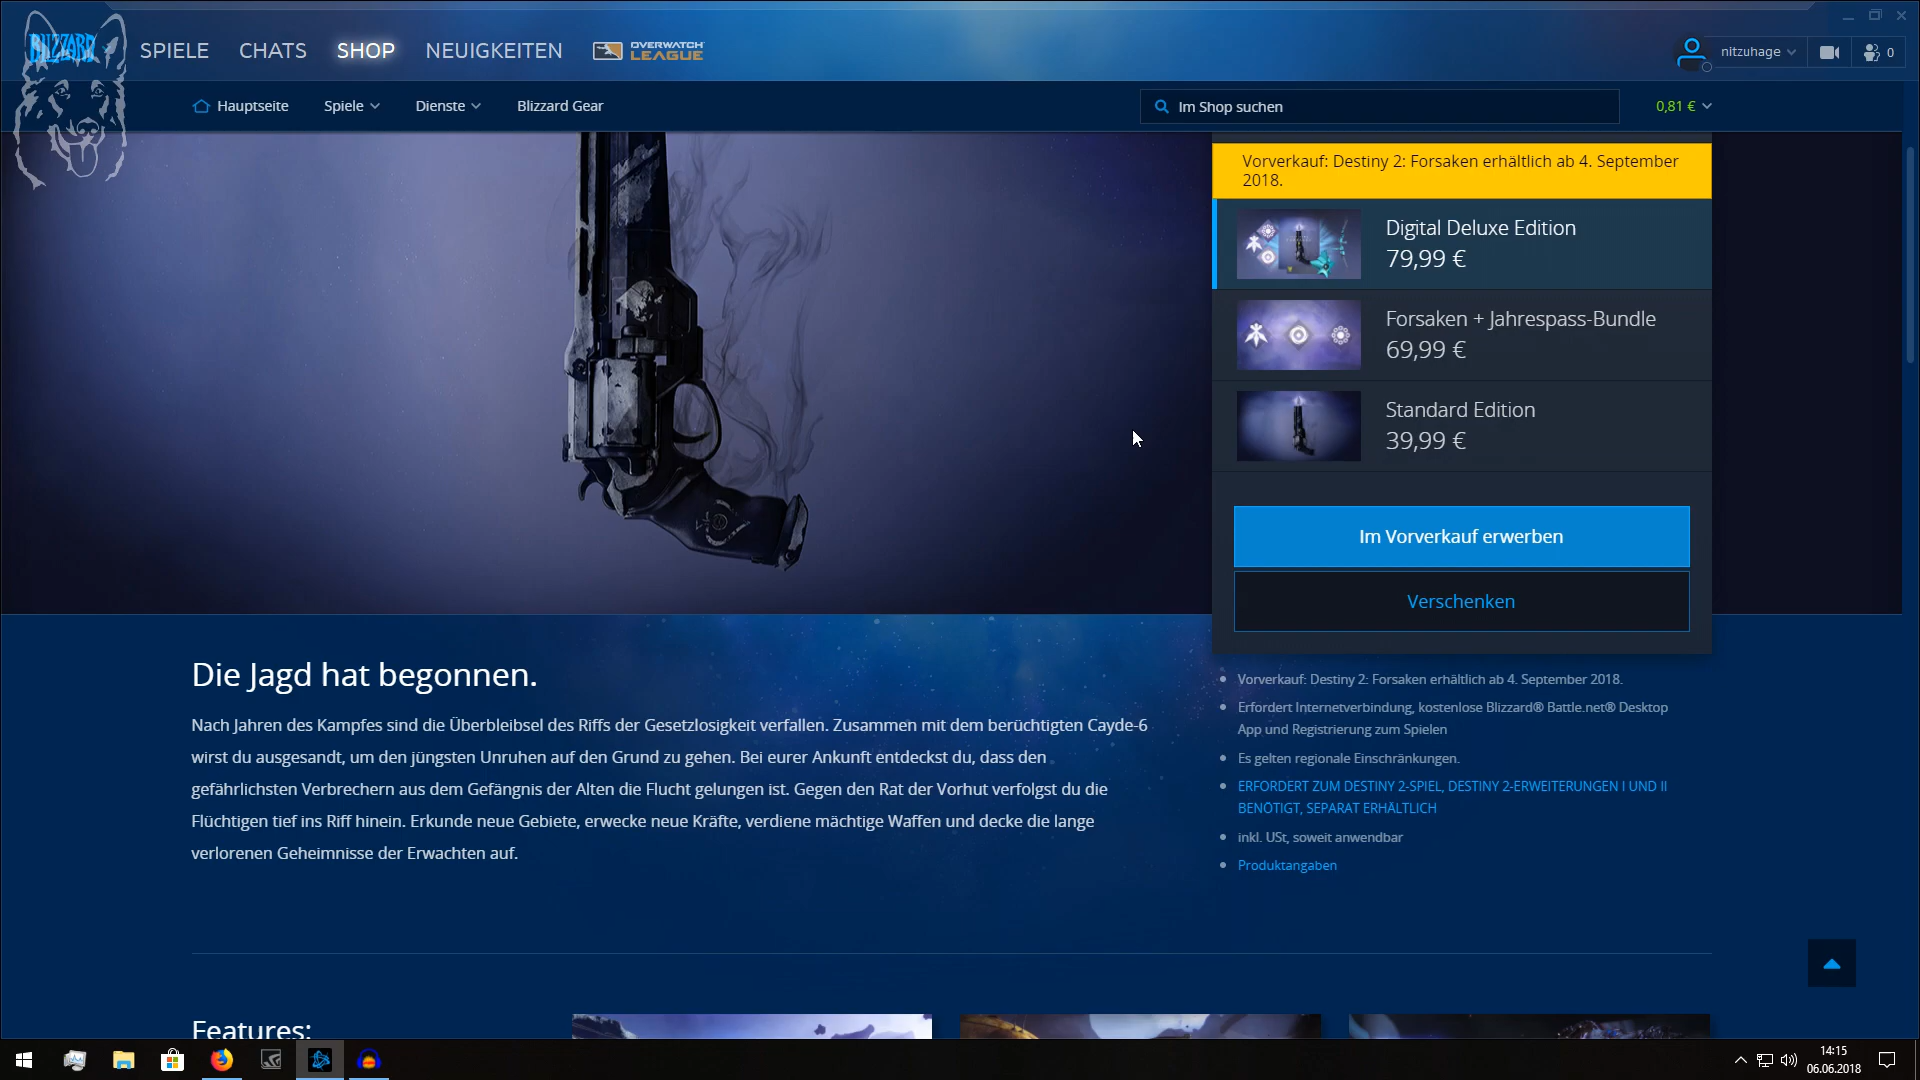 BLIZZARD
SPIELE
CHATS
SHOP
NEUIGKEITEN
OVERWATCH
LEAGUE
nitzuhage
0
Hauptseite
Spiele
Dienste
Blizzard Gear
Im Shop suchen
0,81 €
Vorverkauf: Destiny 2: Forsaken erhältlich ab 4. September
2018.
Digital Deluxe Edition
79,99 €
Forsaken + Jahrespass-Bundle
69,99 €
Standard Edition
39,99 €
Im Vorverkauf erwerben
Verschenken
Die Jagd hat begonnen.
Nach Jahren des Kampfes sind die Überbleibsel des Riffs der Gesetzlosigkeit verfallen. Zusammen mit dem berüchtigten Cayde-6
wirst du ausgesandt, um den jüngsten Unruhen auf den Grund zu gehen. Bei eurer Ankunft entdeckst du, dass den
gefährlichsten Verbrechern aus dem Gefängnis der Alten die Flucht gelungen ist. Gegen den Rat der Vorhut verfolgst du die
Flüchtigen tief ins Riff hinein. Erkunde neue Gebiete, erwecke neue Kräfte, verdiene mächtige Waffen und decke die lange
verlorenen Geheimnisse der Erwachten auf.
Vorverkauf: Destiny 2: Forsaken erhältlich ab 4. September 2018.
Erfordert Internetverbindung, kostenlose Blizzard® Battle.net® Desktop
App und Registrierung zum Spielen
Es gelten regionale Einschränkungen.
ERFORDERT ZUM DESTINY 2-SPIEL, DESTINY 2-ERWEITERUNGEN I UND II
BENÖTIGT, SEPARAT ERHÄLTLICH
inkl. USt, soweit anwendbar
Produktangaben
Features:
14:15
06.06.2018